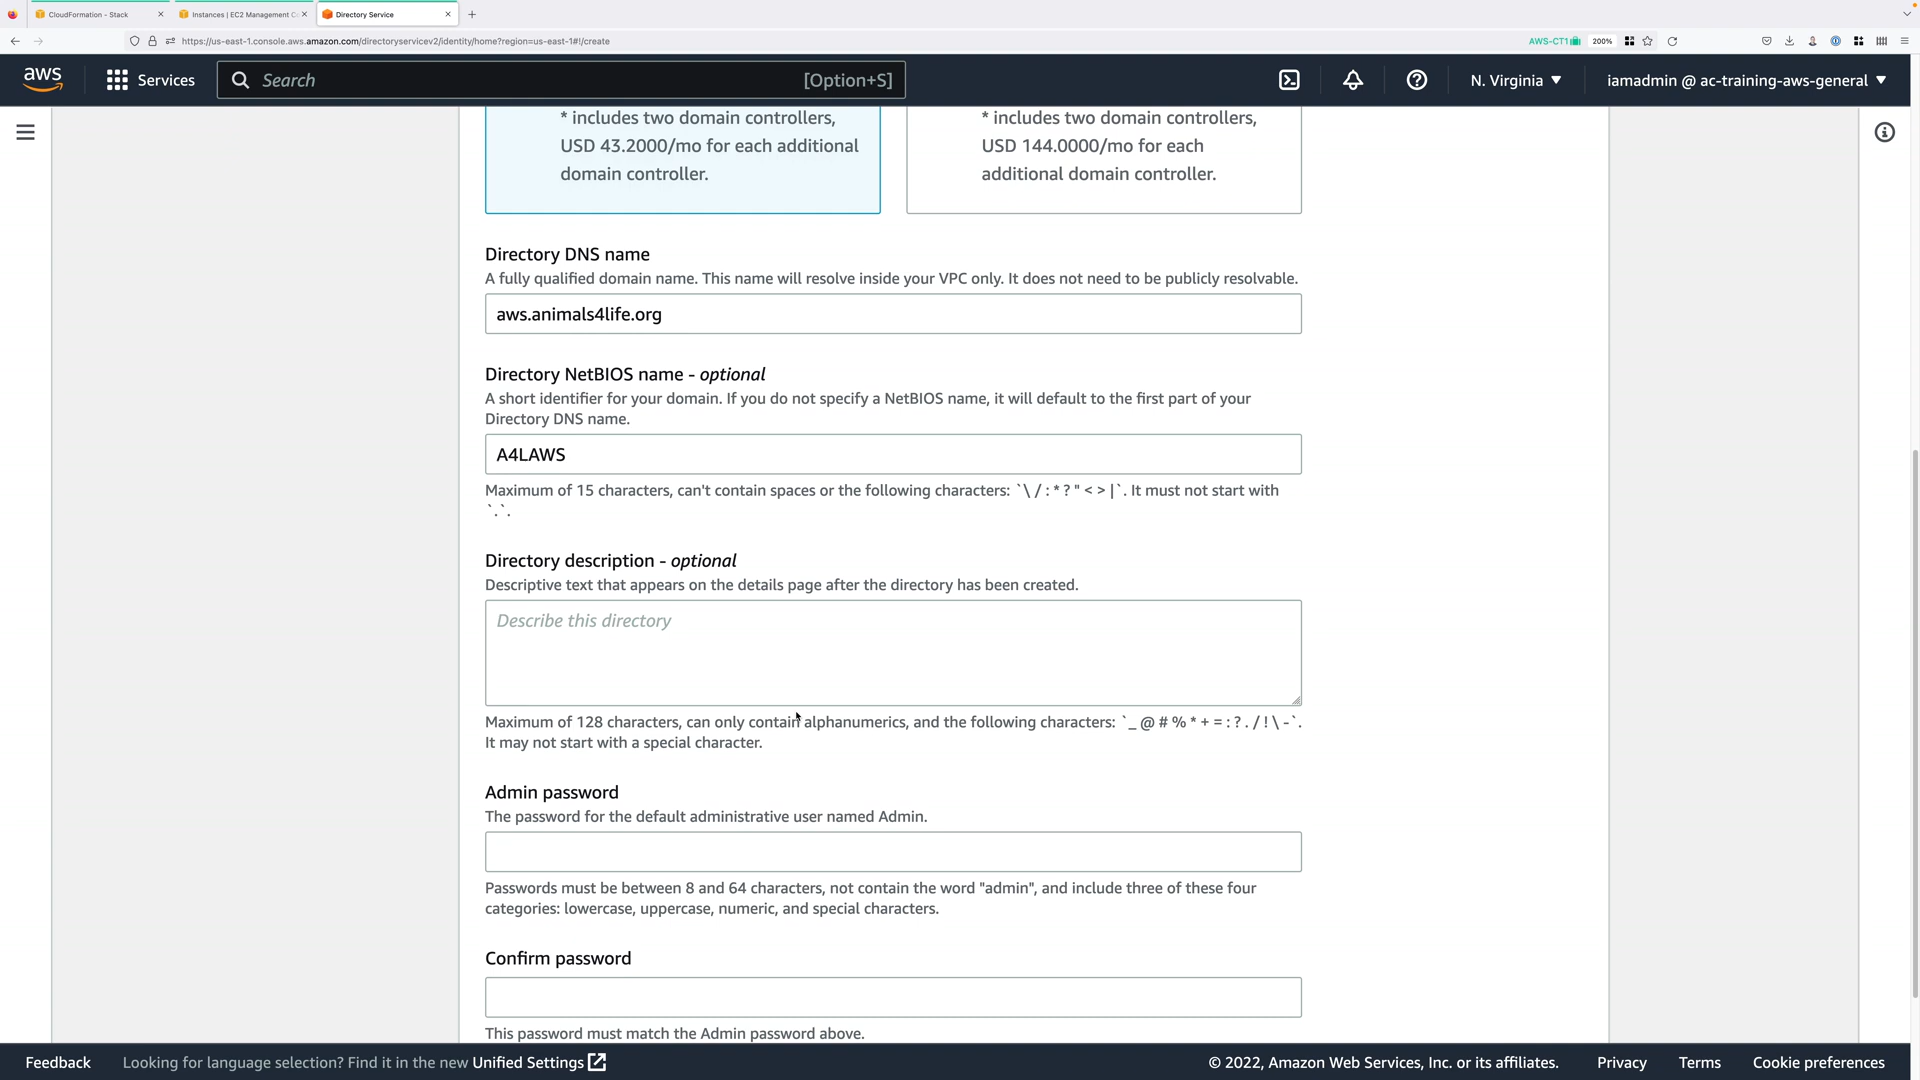 CloudFormation - Stack
Instances | EC2 Management Co
Directory Service
https://us-east-1.console.aws.amazon.com/directoryservicev2/identity/home?region=us-east-1#!/create
AWS-CT1
200%
aws
Services
Search
[Option+S]
N. Virginia
iamadmin @ ac-training-aws-general
* includes two domain controllers,
USD 43.2000/mo for each additional
domain controller.
* includes two domain controllers,
USD 144.0000/mo for each
additional domain controller.
Directory DNS name
A fully qualified domain name. This name will resolve inside your VPC only. It does not need to be publicly resolvable.
aws.animals4life.org
Directory NetBIOS name - optional
A short identifier for your domain. If you do not specify a NetBIOS name, it will default to the first part of your
Directory DNS name.
A4LAWS
Maximum of 15 characters, can't contain spaces or the following characters: `\ / : * ? " < > |`. It must not start with
`.`.
Directory description - optional
Descriptive text that appears on the details page after the directory has been created.
Describe this directory
Maximum of 128 characters, can only contain alphanumerics, and the following characters: `_ @ # % * + = : ? . / ! \ -`.
It may not start with a special character.
Admin password
The password for the default administrative user named Admin.
Passwords must be between 8 and 64 characters, not contain the word "admin", and include three of these four
categories: lowercase, uppercase, numeric, and special characters.
Confirm password
This password must match the Admin password above.
Feedback
Looking for language selection? Find it in the new Unified Settings
© 2022, Amazon Web Services, Inc. or its affiliates.
Privacy
Terms
Cookie preferences